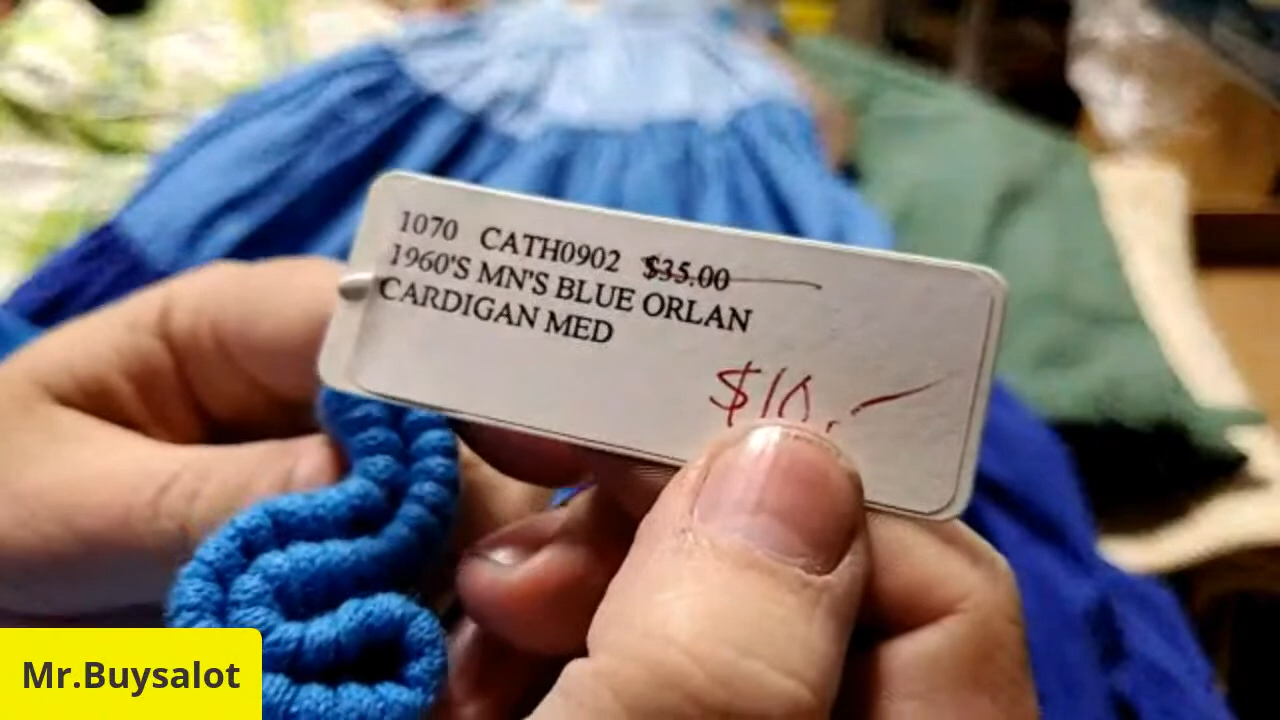 1070 CATH0902 $35.00
1960'S MN'S BLUE ORLAN
CARDIGAN MED
$10.-
Mr.Buysalot